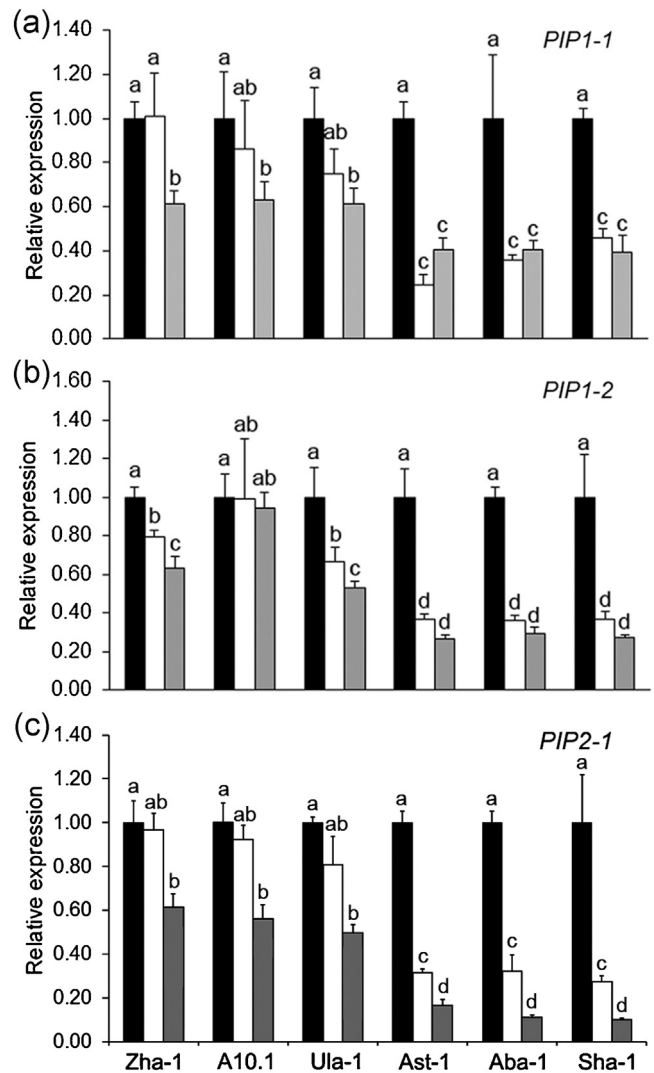 (a)
PIP1-1
Relative expression
1.40
1.20
1.00
0.80
0.60
0.40
0.20
0.00
a a b
a ab b
a ab b
a c c
a c c
a c c
(b)
PIP1-2
Relative expression
1.60
1.40
1.20
1.00
0.80
0.60
0.40
0.20
0.00
a b c
a ab ab
a b c
a d d
a d d
a d d
(c)
PIP2-1
Relative expression
1.40
1.20
1.00
0.80
0.60
0.40
0.20
0.00
a ab b
a ab b
a ab b
a c d
a c d
a c d
Zha-1 A10.1 Ula-1 Ast-1 Aba-1 Sha-1